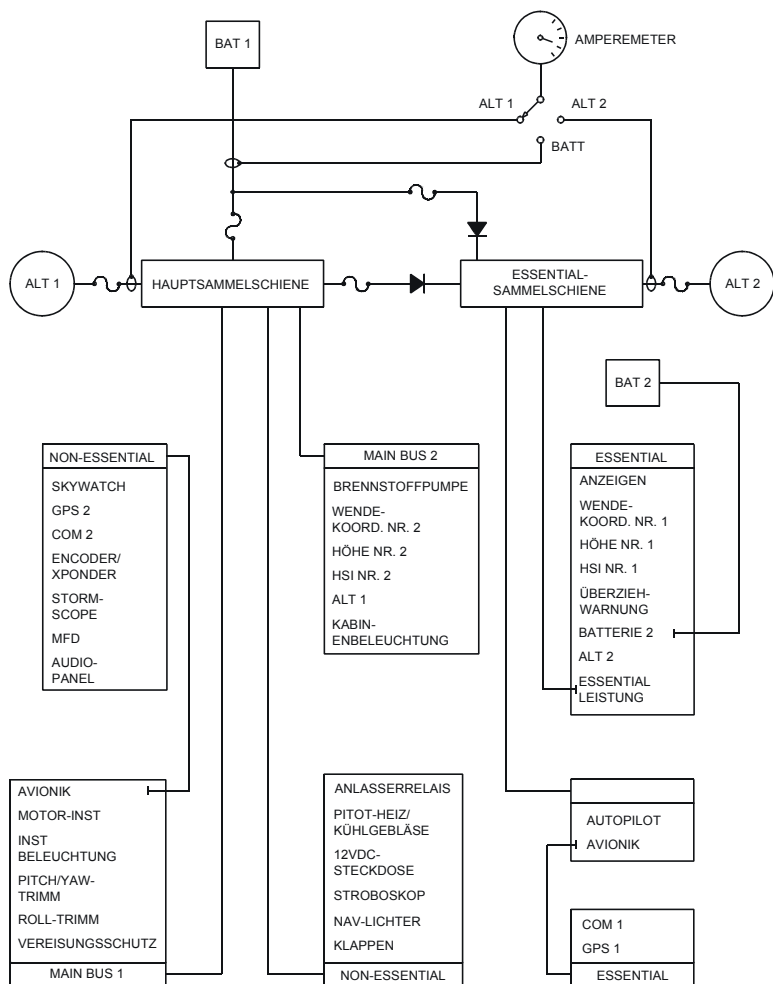 BAT 1
AMPEREMETER
ALT 1
ALT 2
BATT
ALT 1
HAUPTSAMMELSCHIENE
ESSENTIAL-
SAMMELSCHIENE
ALT 2
BAT 2
NON-ESSENTIAL
SKYWATCH
GPS 2
COM 2
ENCODER/
XPONDER
STORM-
SCOPE
MFD
AUDIO-
PANEL
MAIN BUS 2
BRENNSTOFFPUMPE
WENDE-
KOORD. NR. 2
HÖHE NR. 2
HSI NR. 2
ALT 1
KABIN-
ENBELEUCHTUNG
ESSENTIAL
ANZEIGEN
WENDE-
KOORD. NR. 1
HÖHE NR. 1
HSI NR. 1
ÜBERZIEH-
WARNUNG
BATTERIE 2
ALT 2
ESSENTIAL
LEISTUNG
AVIONIK
MOTOR-INST
INST
BELEUCHTUNG
PITCH/YAW-
TRIMM
ROLL-TRIMM
VEREISUNGSSCHUTZ
MAIN BUS 1
ANLASSERRELAIS
PITOT-HEIZ/
KÜHLGEBLÄSE
12VDC-
STECKDOSE
STROBOSKOP
NAV-LICHTER
KLAPPEN
NON-ESSENTIAL
AUTOPILOT
AVIONIK
COM 1
GPS 1
ESSENTIAL